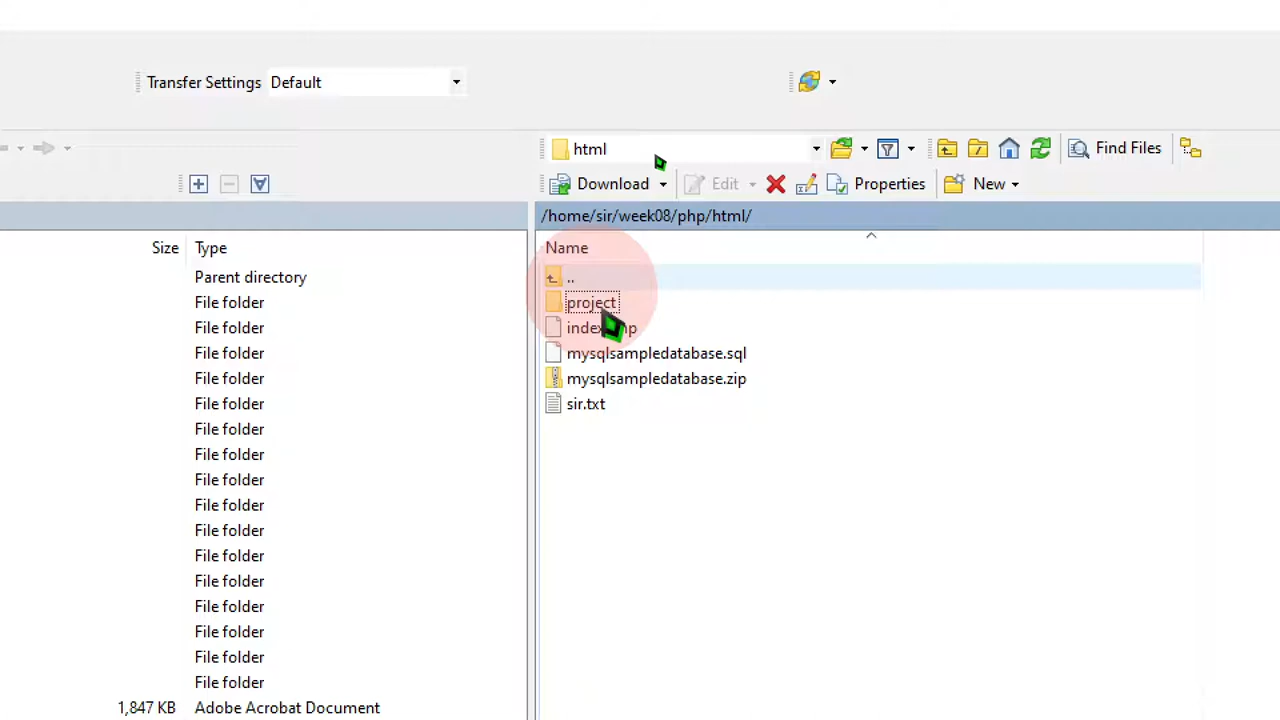 Transfer Settings Default
html
Find Files
Download Edit Properties New
/home/sir/week08/php/html/
Size Type Name
Parent directory ..
File folder project
File folder
File folder mysqlsampledatabase.sql
File folder mysqlsampledatabase.zip
File folder sir.txt
File folder
File folder
File folder
File folder
File folder
File folder
File folder
File folder
File folder
File folder
File folder
1,847 KB Adobe Acrobat Document